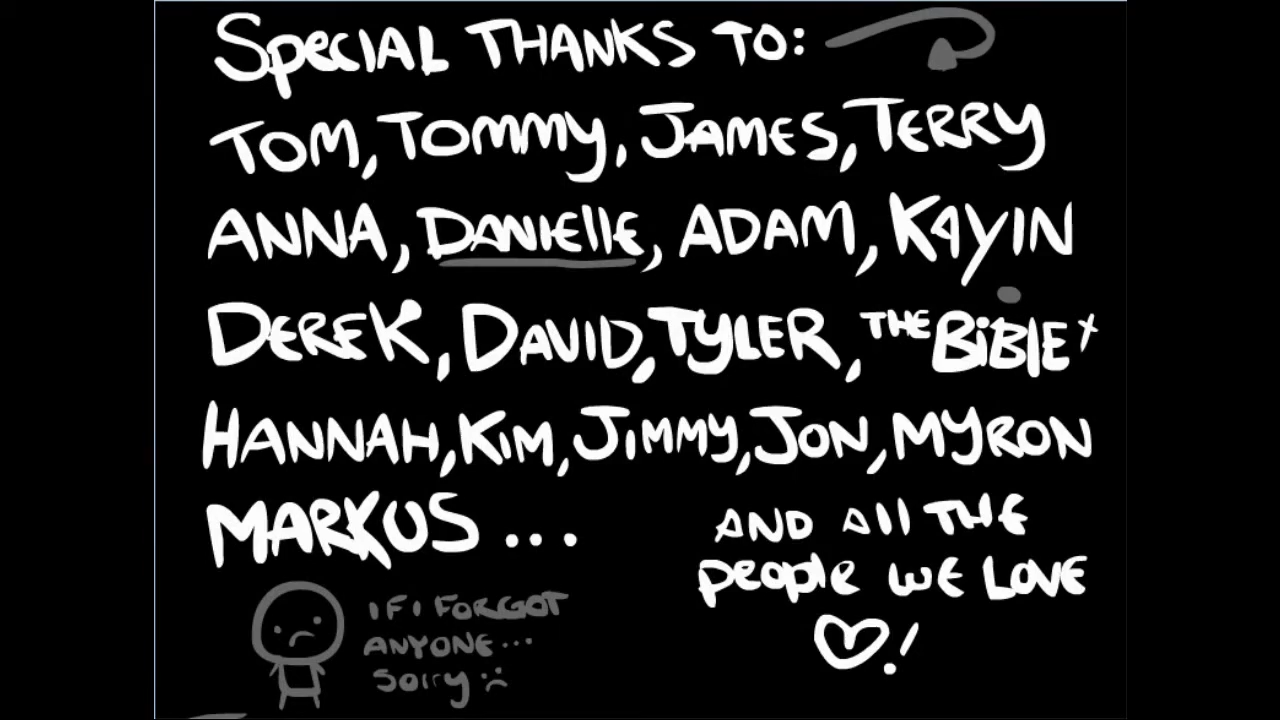 Special THANKS TO:
TOM, TOMMY, JAMES, TERRY
ANNA, DANIElle, ADAM, KAYIN
DEREK, DAVID, TYLER, THE BiBLE
HANNAH, KiM, JiMMY, JON, MYRON
MARKUS...
AND All THE
people WE LOVE
♥!
IF I FORGOT
ANYONE...
Sorry :(